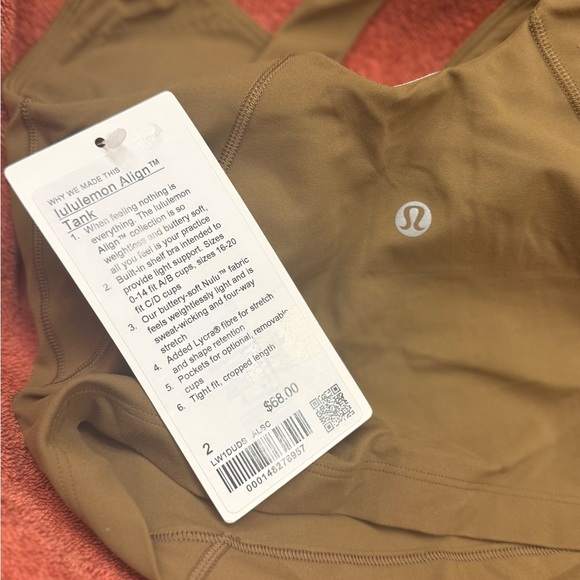 WHY WE MADE THIS
lululemon Align™
Tank
1. When feeling nothing is
everything. The lululemon
Align™ collection is so
weightless and buttery soft,
all you feel is your practice
2. Built-in shelf bra intended to
provide light support. Sizes
0-14 fit A/B cups, sizes 16-20
fit C/D cups
3. Our buttery-soft Nulu™ fabric
feels weightlessly light and is
sweat-wicking and four-way
stretch
4. Added Lycra® fibre for stretch
and shape retention
5. Pockets for optional, removable
cups
6. Tight fit, cropped length
$68.00
2
LW1DUDS ALSC
000148276957